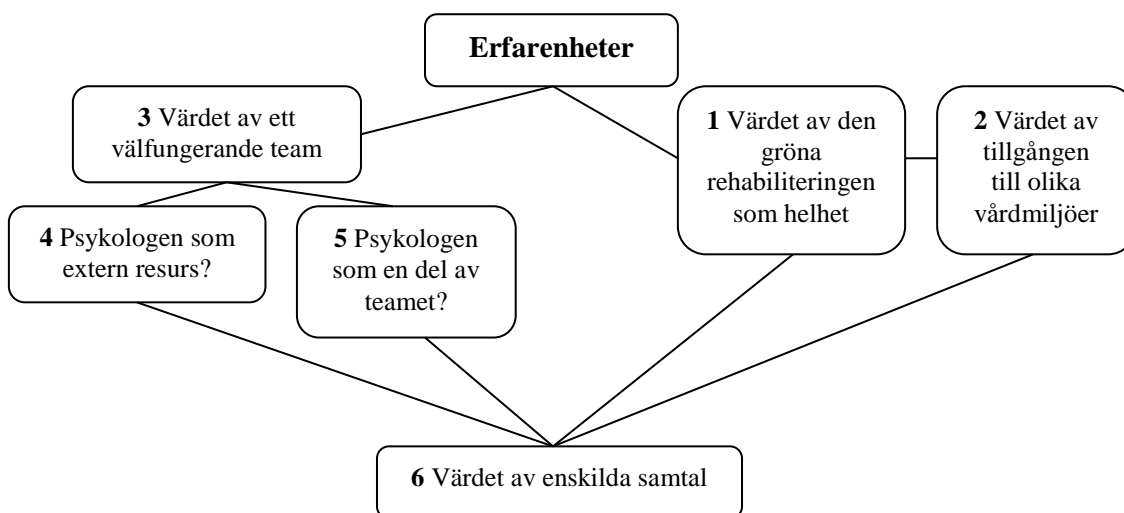 Erfarenheter
3 Värdet av ett
välfungerande team
1 Värdet av den
gröna
rehabiliteringen
som helhet
2 Värdet av
tillgången
till olika
vårdmiljöer
4 Psykologen som
extern resurs?
5 Psykologen
som en del av
teamet?
6 Värdet av enskilda samtal